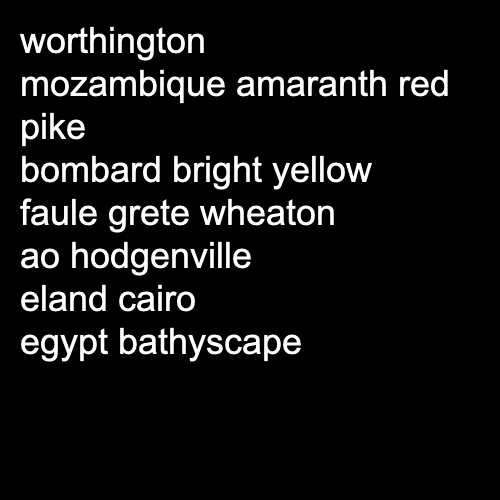 worthington
mozambique amaranth red
pike
bombard bright yellow
faule grete wheaton
ao hodgenville
eland cairo
egypt bathyscape